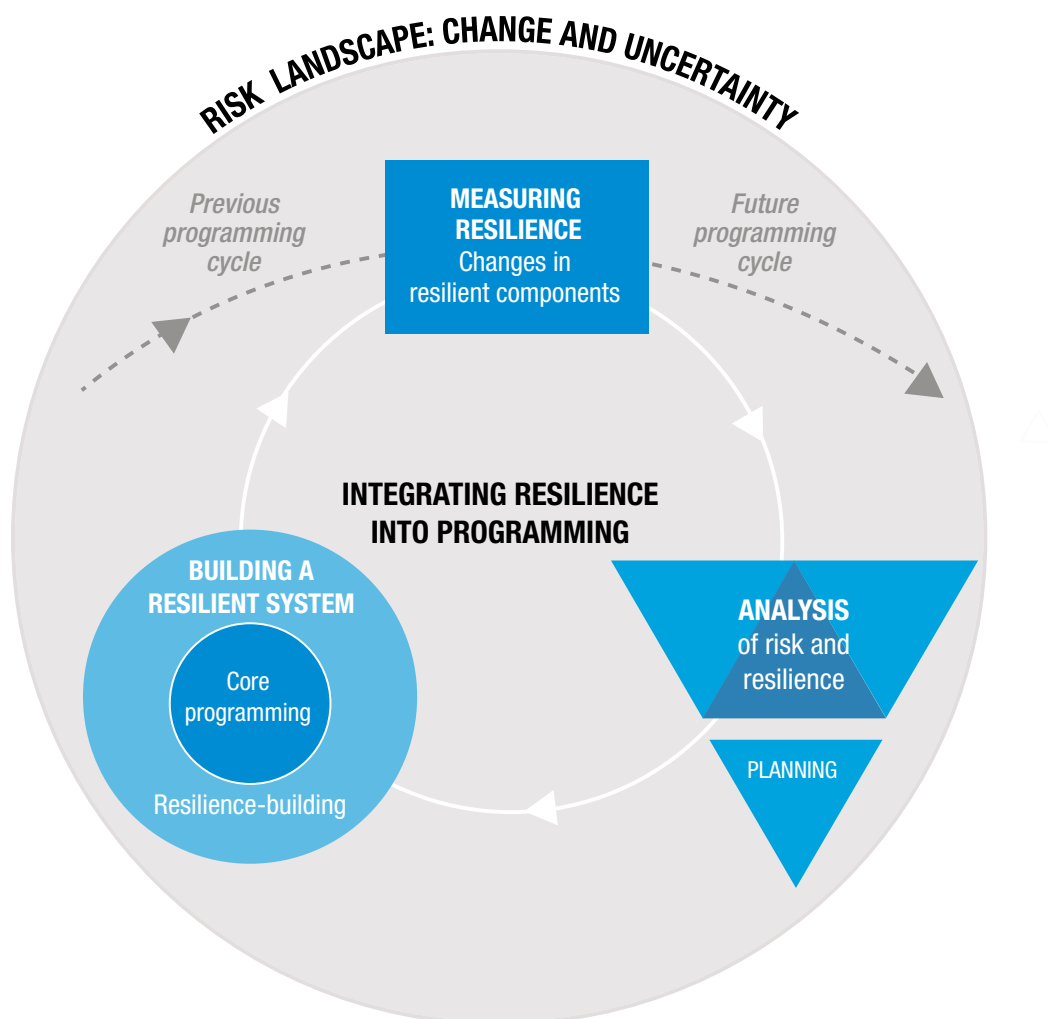 RISK LANDSCAPE: CHANGE AND UNCERTAINTY
Previous
programming
cycle
MEASURING
RESILIENCE
Changes in
resilient components
Future
programming
cycle
INTEGRATING RESILIENCE
INTO PROGRAMMING
BUILDING A
RESILIENT SYSTEM
Core
programming
Resilience-building
ANALYSIS
of risk and
resilience
PLANNING